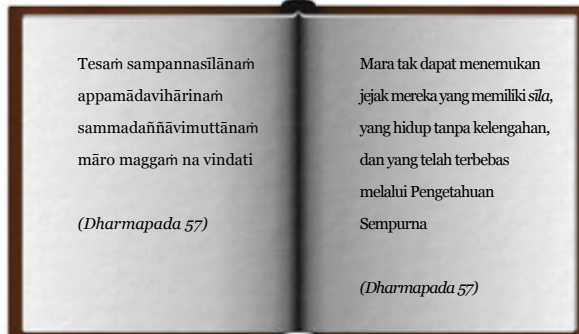 Tesaṁ sampannasīlānaṁ
appamādavihārinaṁ
sammadaññāvimuttānaṁ
māro maggaṁ na vindati
(Dharmapada 57)
Mara tak dapat menemukan
jejak mereka yang memiliki sīla,
yang hidup tanpa kelengahan,
dan yang telah terbebas
melalui Pengetahuan
Sempurna
(Dharmapada 57)